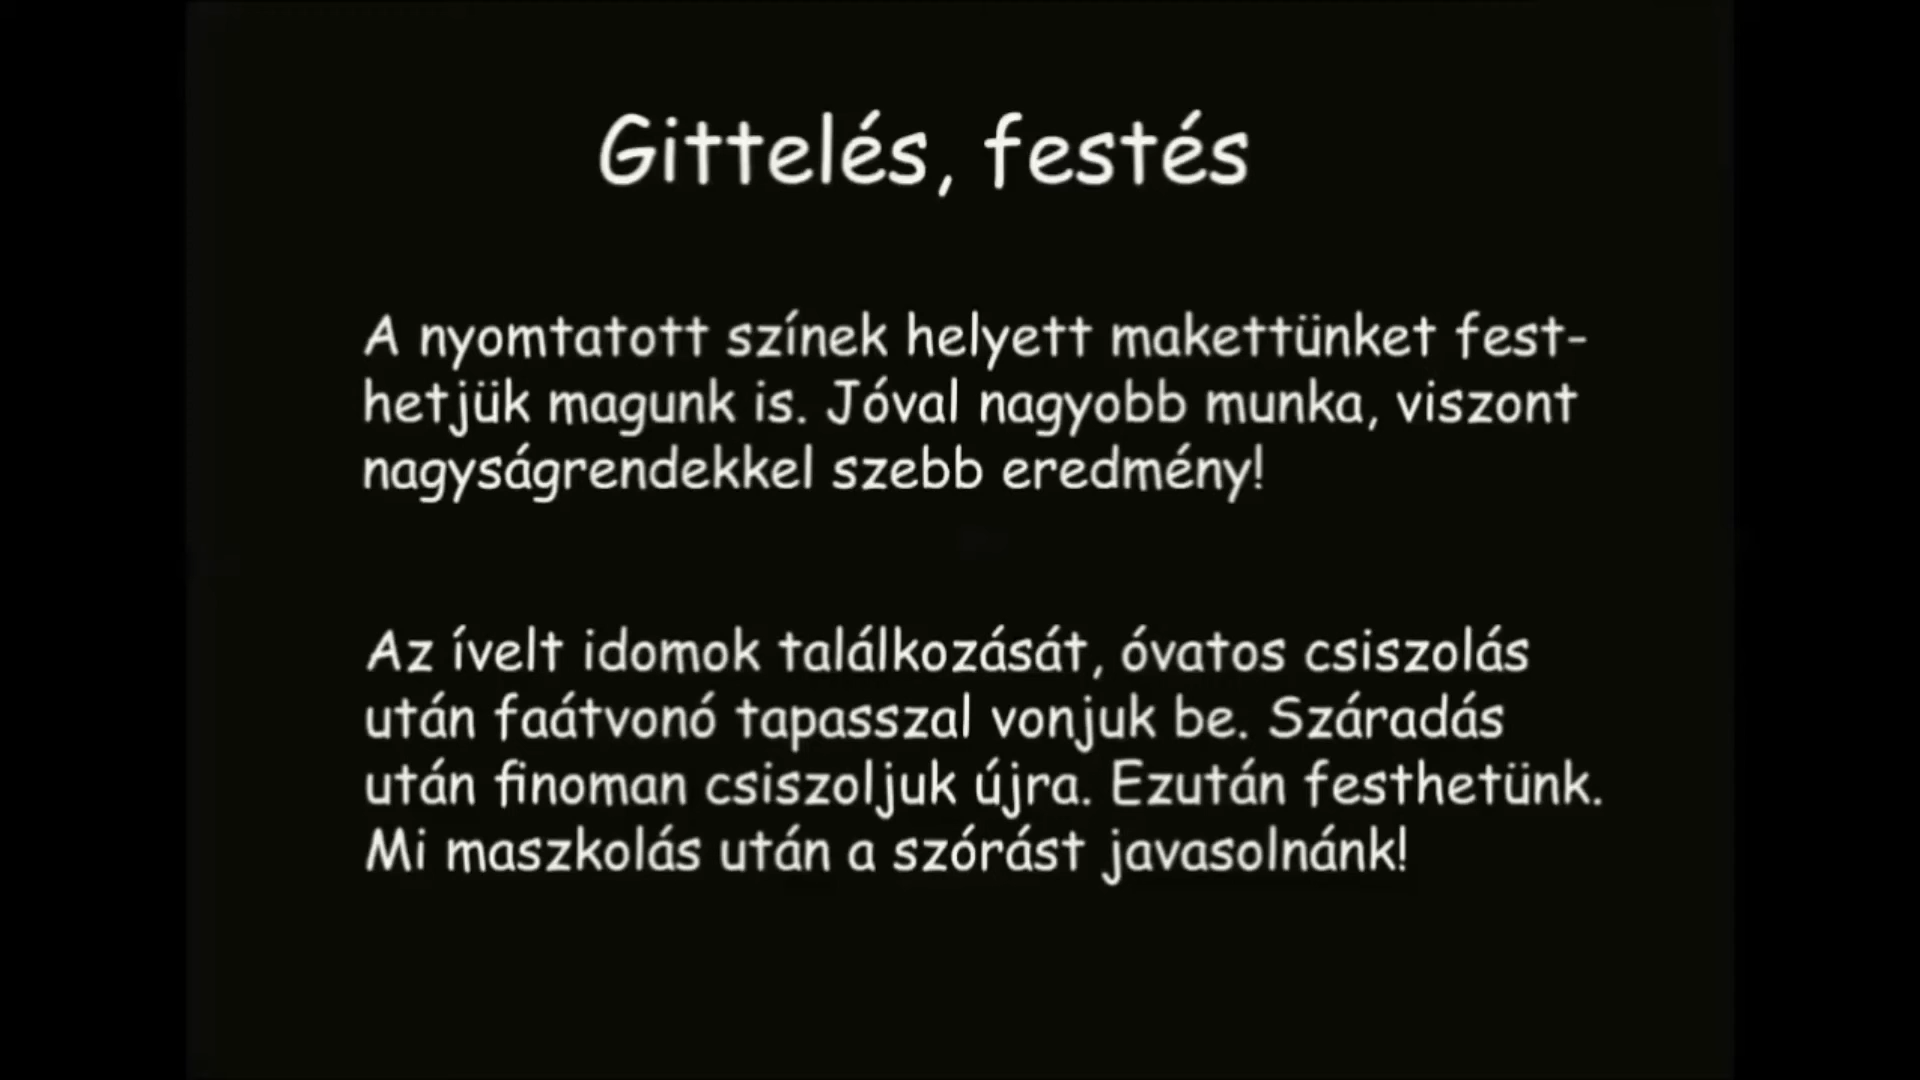 Gittelés, festés
A nyomtatott színek helyett makettünket fest-
hetjük magunk is. Jóval nagyobb munka, viszont
nagyságrendekkel szebb eredmény!
Az ívelt idomok találkozását, óvatos csiszolás
után faátvonó tapasszal vonjuk be. Száradás
után finoman csiszoljuk újra. Ezután festhetünk.
Mi maszkolás után a szórást javasolnánk!